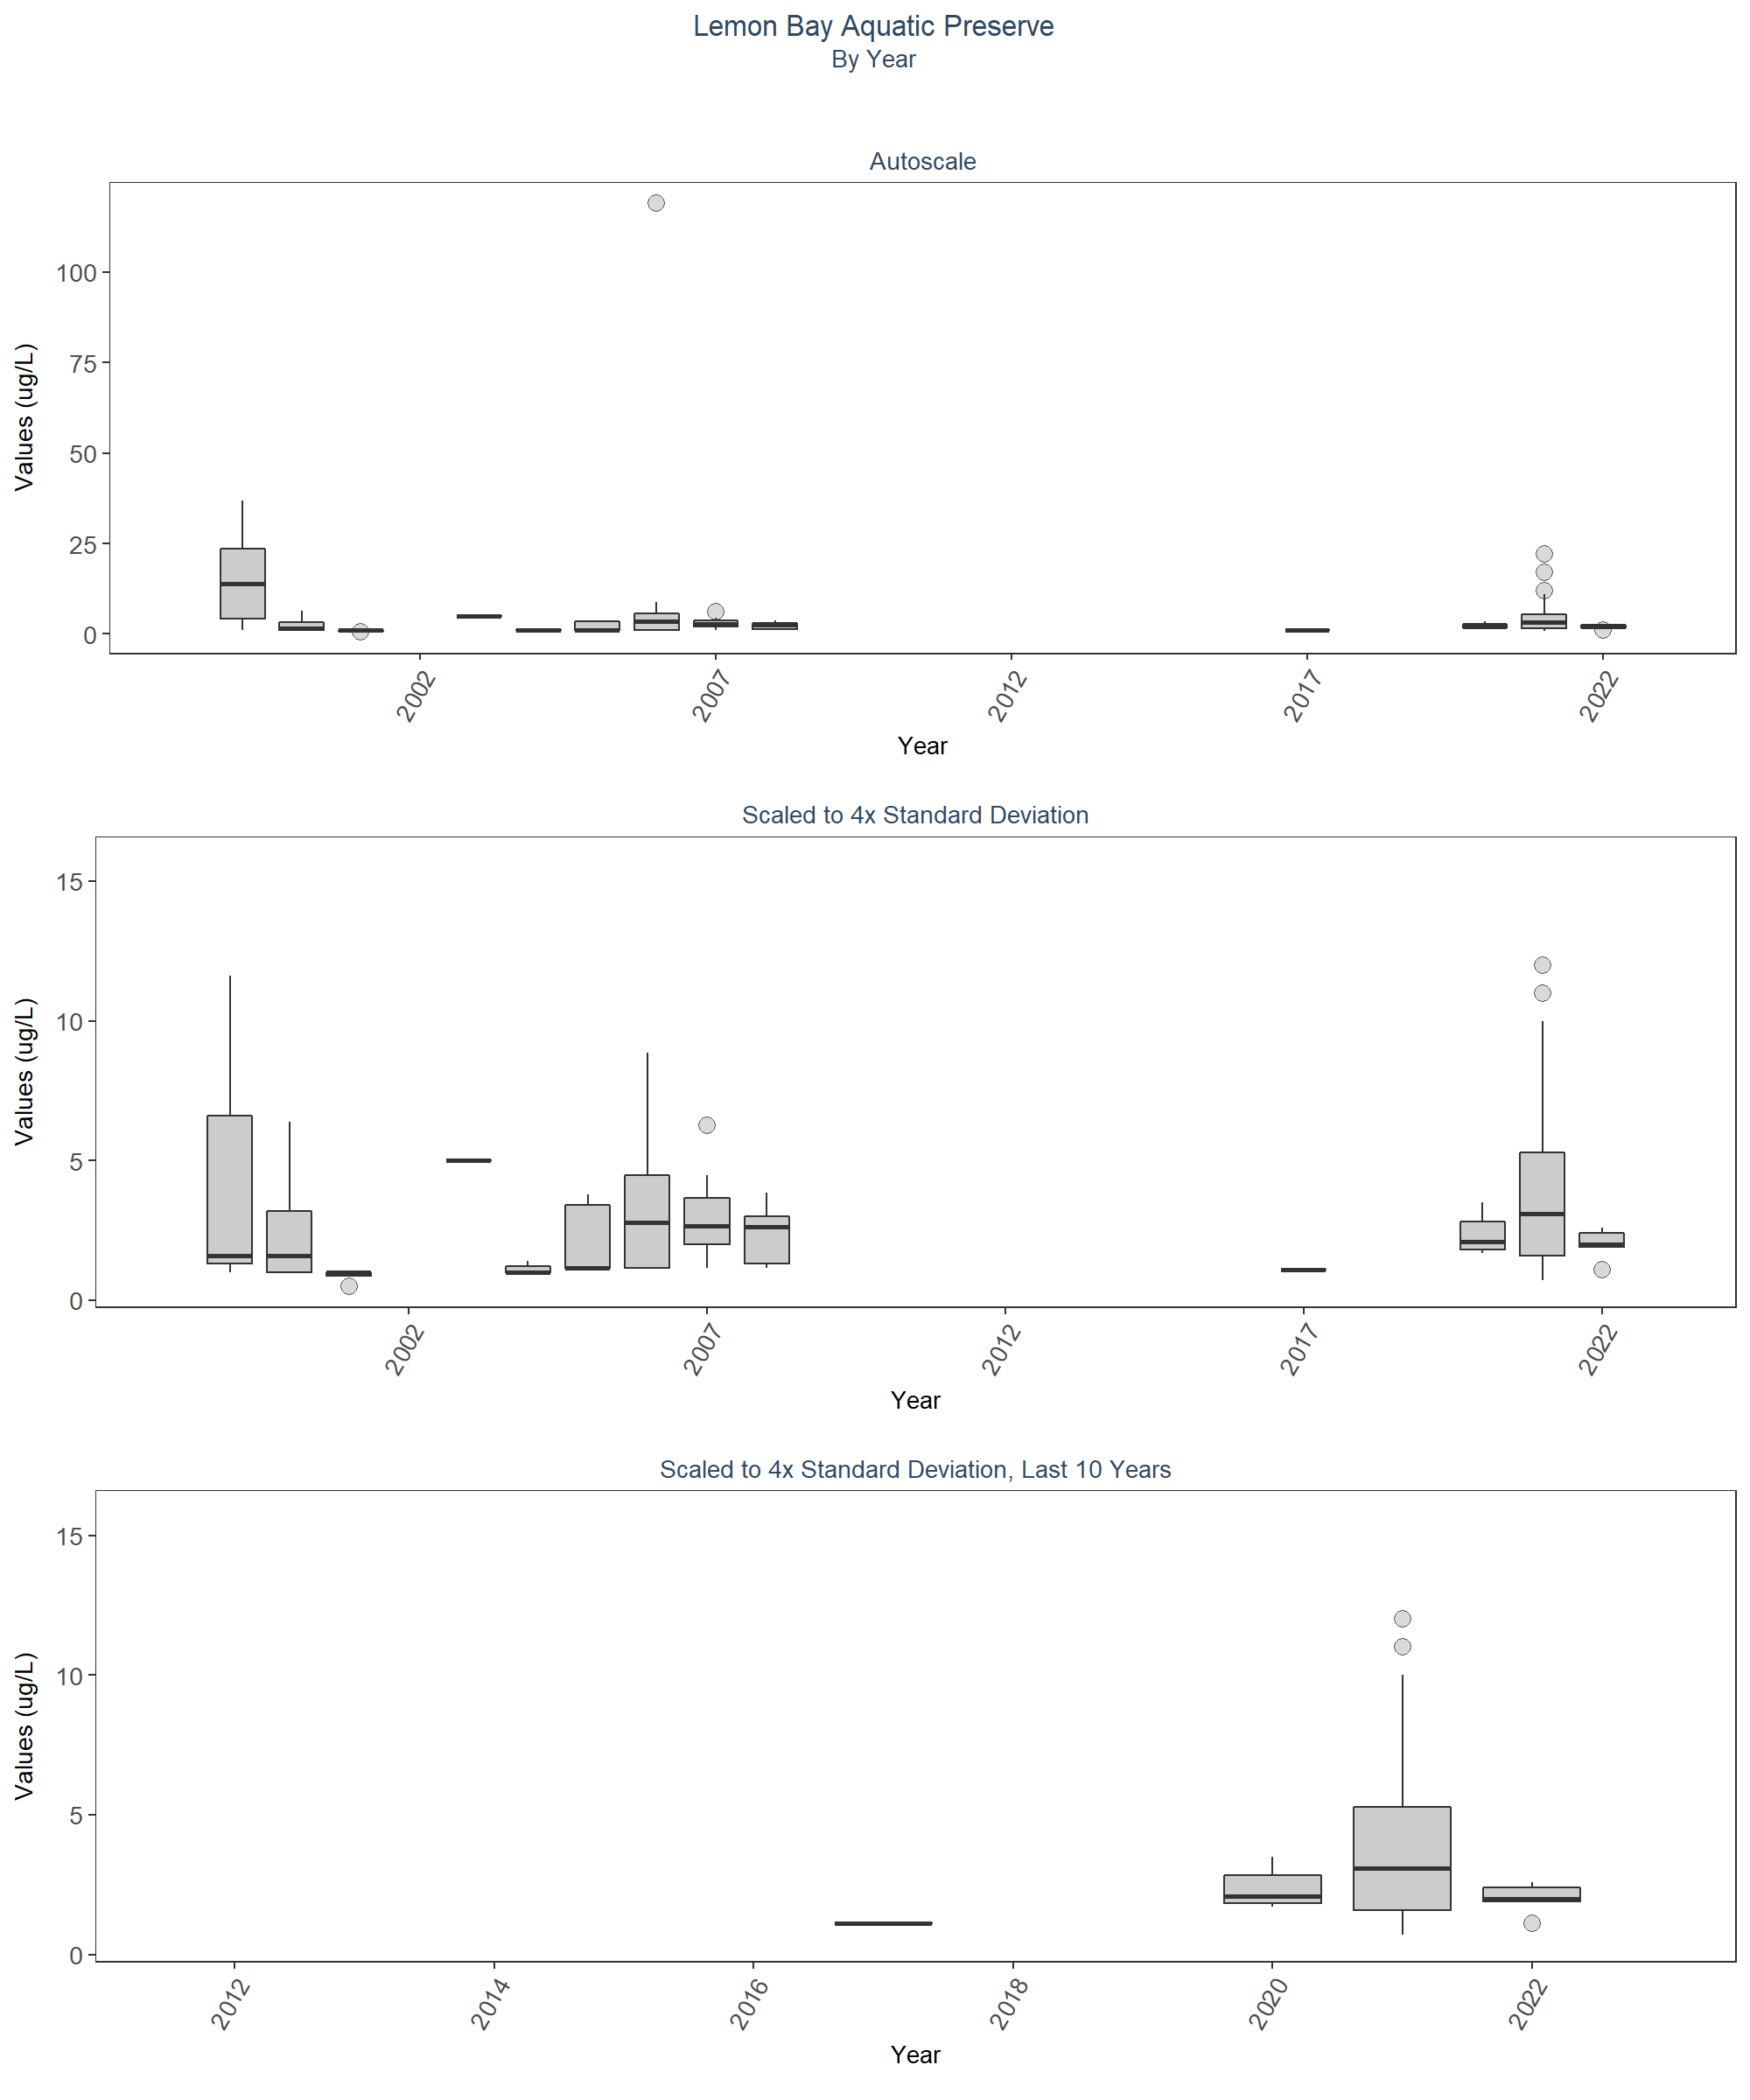 Lemon Bay Aquatic Preserve
By Year
Autoscale
Values (ug/L)
100
75
50
25
0
2002 2007 2012 2017 2022
Year
Scaled to 4x Standard Deviation
Values (ug/L)
15
10
5
0
2002 2007 2012 2017 2022
Year
Scaled to 4x Standard Deviation, Last 10 Years
Values (ug/L)
15
10
5
0
2012 2014 2016 2018 2020 2022
Year